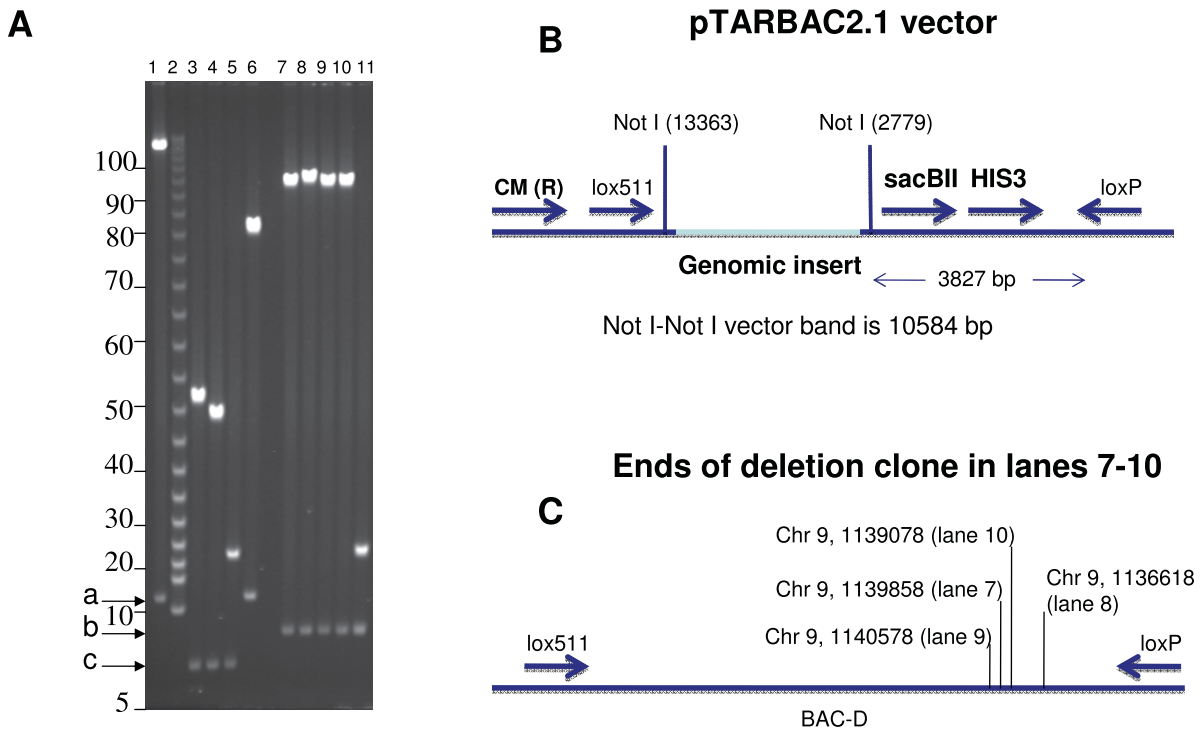 A
1 2 3 4 5 6 7 8 9 10 11
100
90
80
70
60
50
40
30
20
a
10
b
c
5
pTARBAC2.1 vector
B
Not I (13363)
Not I (2779)
CM (R)
lox511
sacBII HIS3
loxP
Genomic insert
3827 bp
Not I-Not I vector band is 10584 bp
Ends of deletion clone in lanes 7-10
C
Chr 9, 1139078 (lane 10)
Chr 9, 1139858 (lane 7)
Chr 9, 1136618
(lane 8)
Chr 9, 1140578 (lane 9)
lox511
loxP
BAC-D